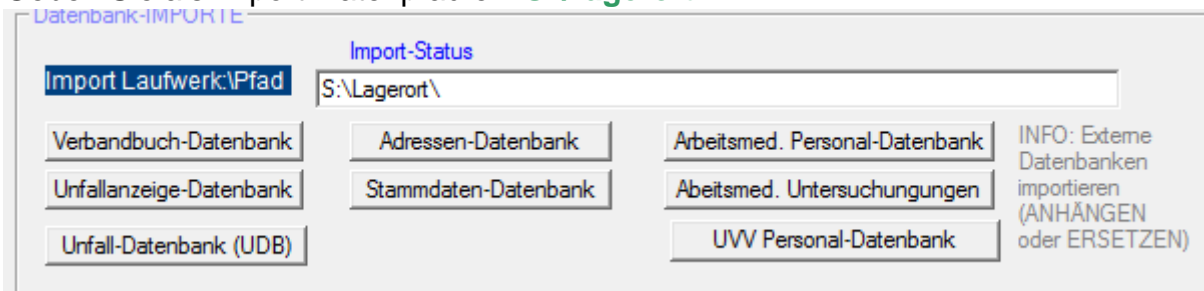 Datenbank-IMPORTE
Import-Status
Import Laufwerk:\Pfad
S:\Lagerort\
Verbandbuch-Datenbank
Adressen-Datenbank
Arbeitsmed. Personal-Datenbank
INFO: Externe
Datenbanken
importieren
(ANHÄNGEN
oder ERSETZEN)
Unfallanzeige-Datenbank
Stammdaten-Datenbank
Abeitsmed. Untersuchungungen
Unfall-Datenbank (UDB)
UVV Personal-Datenbank